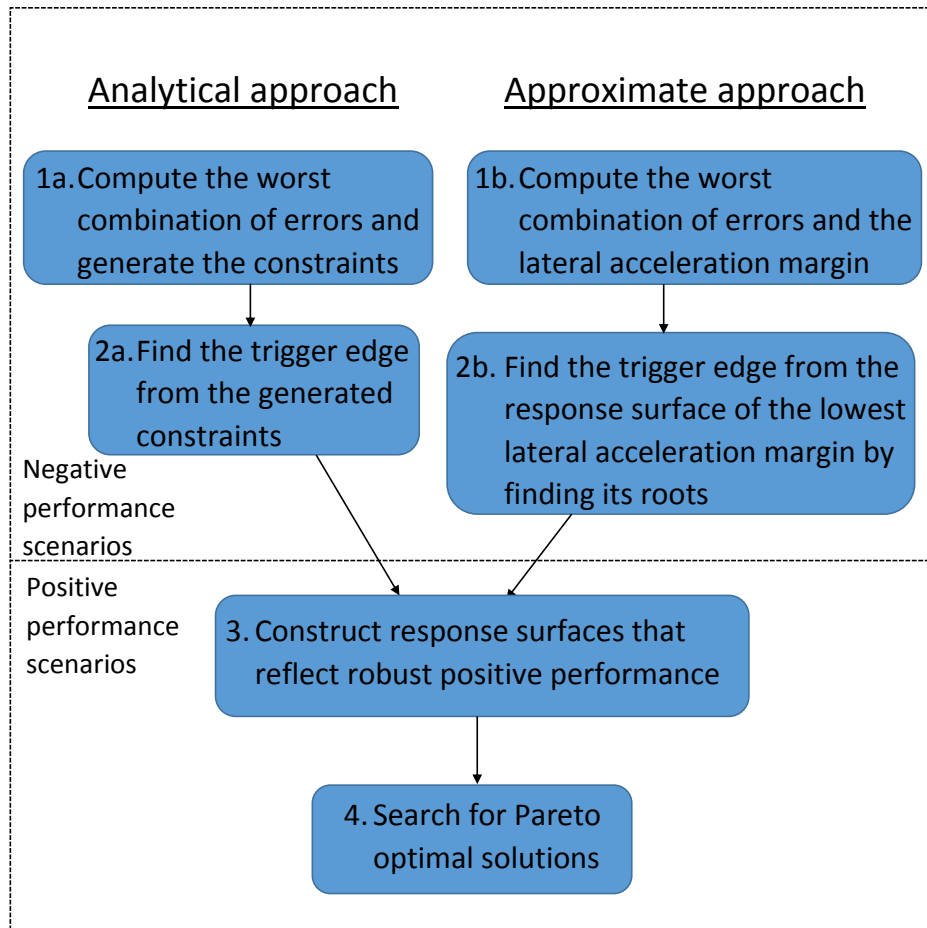 Analytical approach
Approximate approach
1a. Compute the worst
combination of errors and
generate the constraints
1b. Compute the worst
combination of errors and the
lateral acceleration margin
2a. Find the trigger edge
from the generated
constraints
2b. Find the trigger edge from the
response surface of the lowest
lateral acceleration margin by
finding its roots
Negative
performance
scenarios
Positive
performance
scenarios
3. Construct response surfaces that
reflect robust positive performance
4. Search for Pareto
optimal solutions